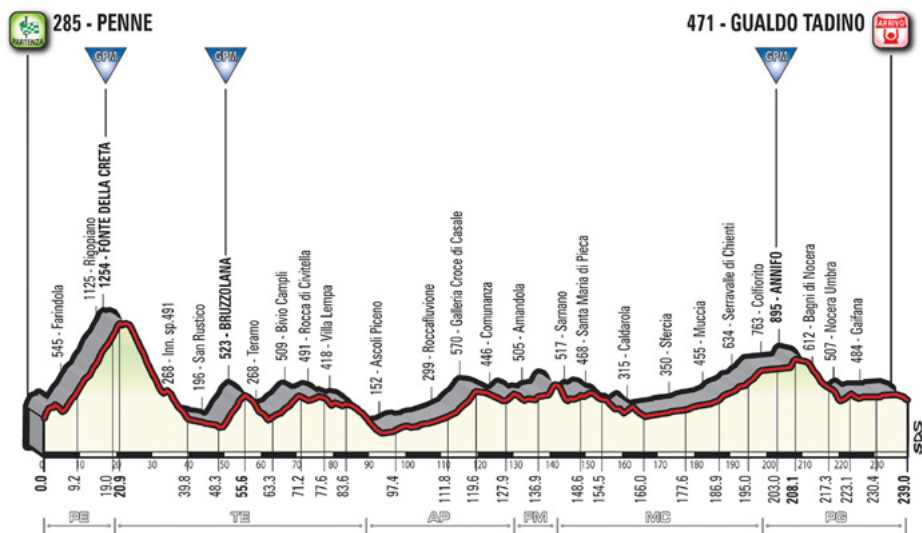 285 - PENNE
471 - GUALDO TADINO
PARTENZA
ARRIVO
GPM
GPM
GPM
545 - Farindola
1125 - Rigopiano
1254 - FONTE DELLA CRETA
268 - Inn. sp.491
196 - San Rustico
523 - BRUZZOLANA
268 - Teramo
509 - Bivio Campli
491 - Rocca di Civitella
418 - Villa Lempa
152 - Ascoli Piceno
299 - Roccafluvione
570 - Galleria Croce di Casale
446 - Comunanza
505 - Amandola
517 - Sarnano
468 - Santa Maria di Pieca
315 - Caldarola
350 - Sfercia
455 - Muccia
634 - Serravalle di Chienti
763 - Colfiorito
895 - ANNIFO
612 - Bagni di Nocera
507 - Nocera Umbra
484 - Gaifana
SDS
0 10 20 30 40 50 60 70 80 90 100 110 120 130 140 150 160 170 180 190 200 210 220 230
0.0 9.2 19.0 20.9 39.8 48.3 55.6 63.3 71.2 77.6 83.6 97.4 111.8 119.6 127.9 136.9 148.6 154.5 166.0 177.6 186.9 195.0 203.0 208.1 217.3 223.1 230.4 239.0
PE TE AP FM MC PG